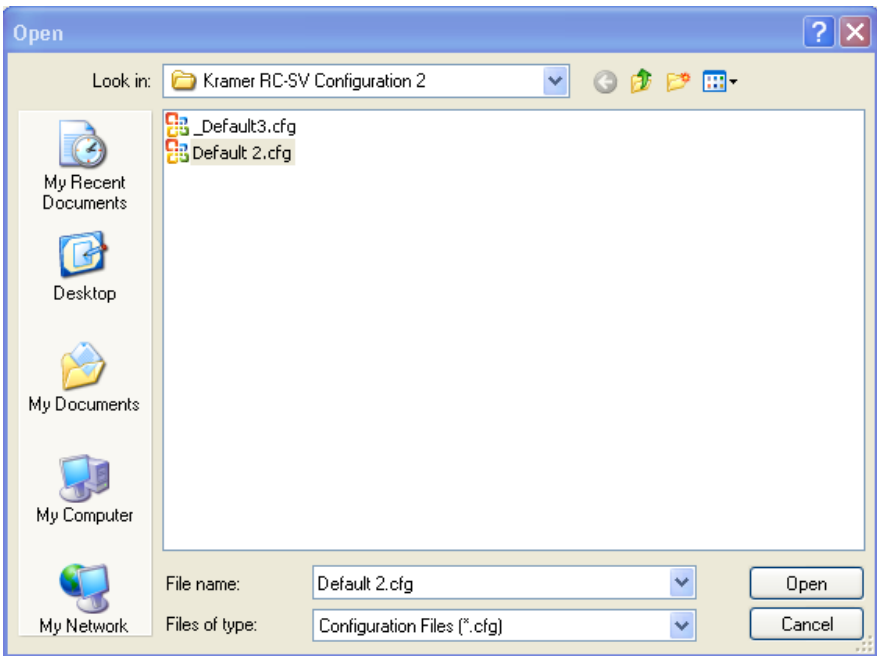 Open
Look in: Kramer RC-SV Configuration 2
_Default3.cfg
Default 2.cfg
My Recent
Documents
Desktop
My Documents
My Computer
My Network
File name: Default 2.cfg Open
Files of type: Configuration Files (*.cfg) Cancel